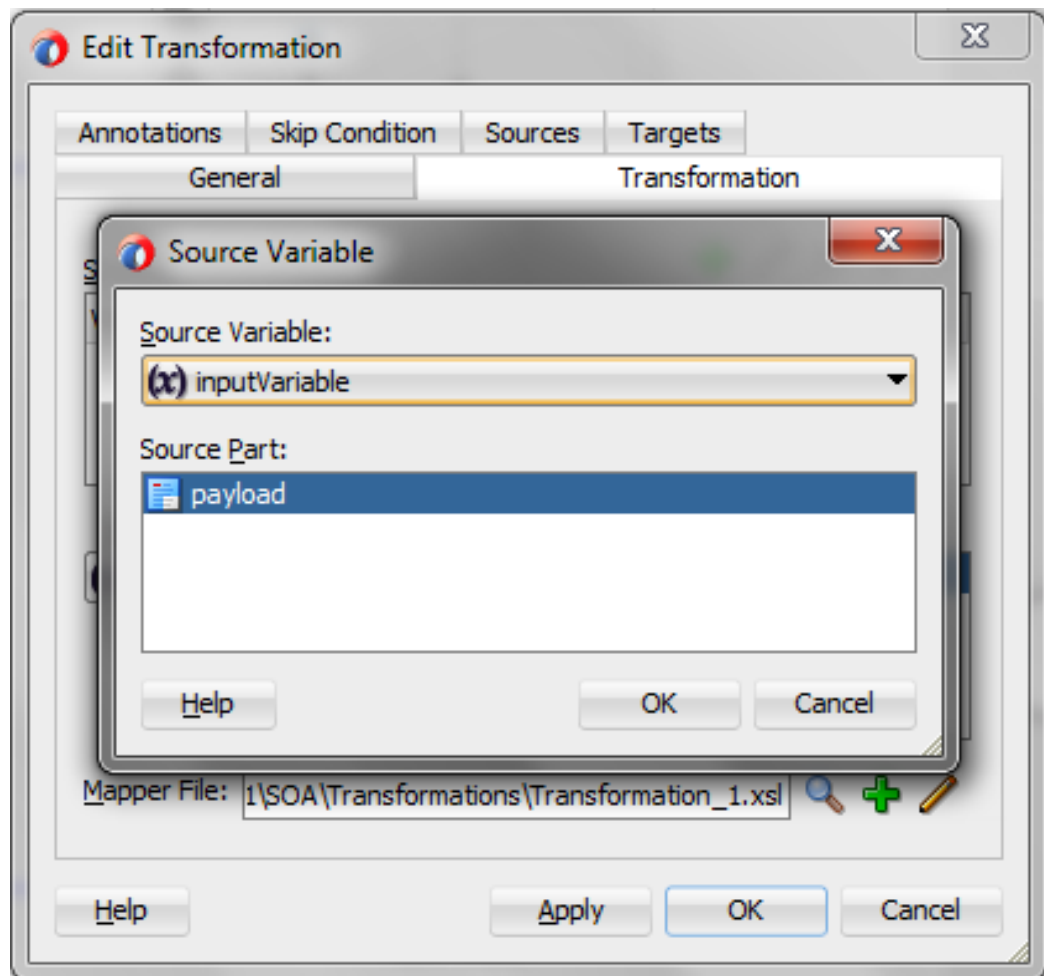 Edit Transformation
Annotations Skip Condition Sources Targets
General Transformation
Source Variable
S
Source Variable:
(x) inputVariable
Source Part:
payload
Help OK Cancel
Mapper File: 1\SOA\Transformations\Transformation_1.xsl
Help Apply OK Cancel